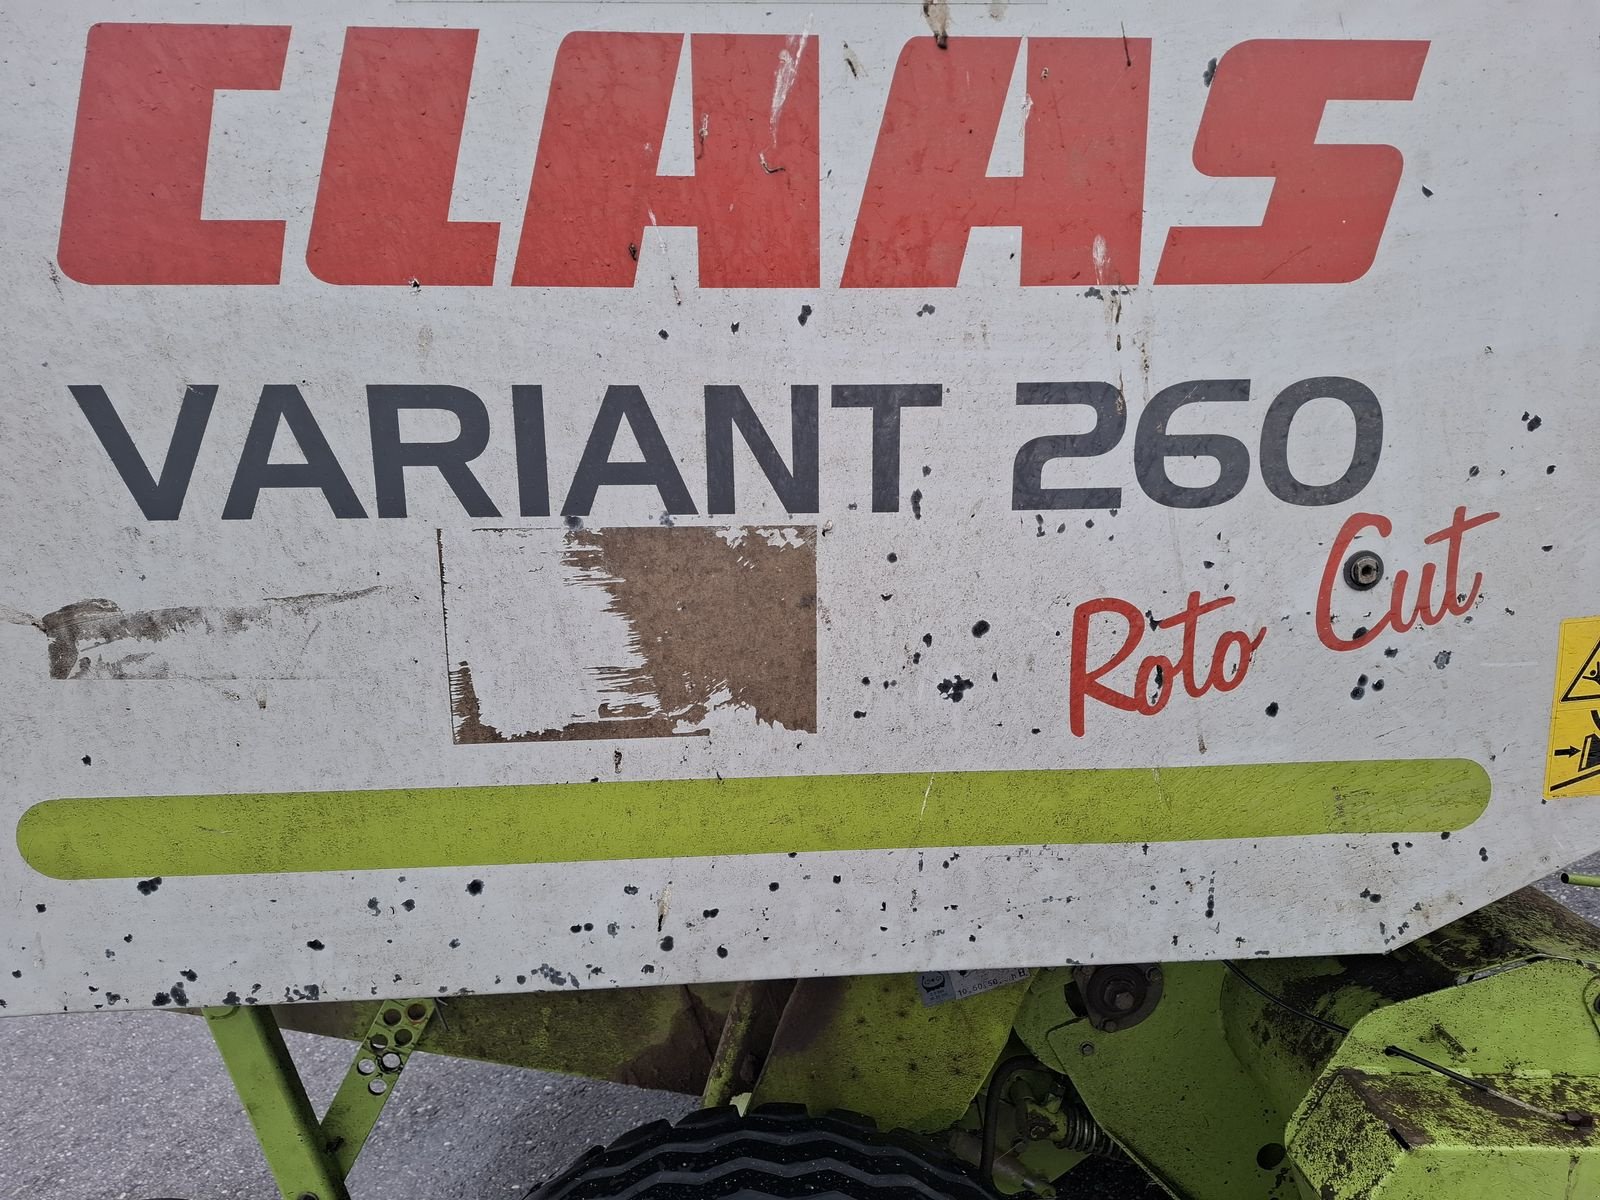 CLAAS
VARIANT 260
Roto Cut